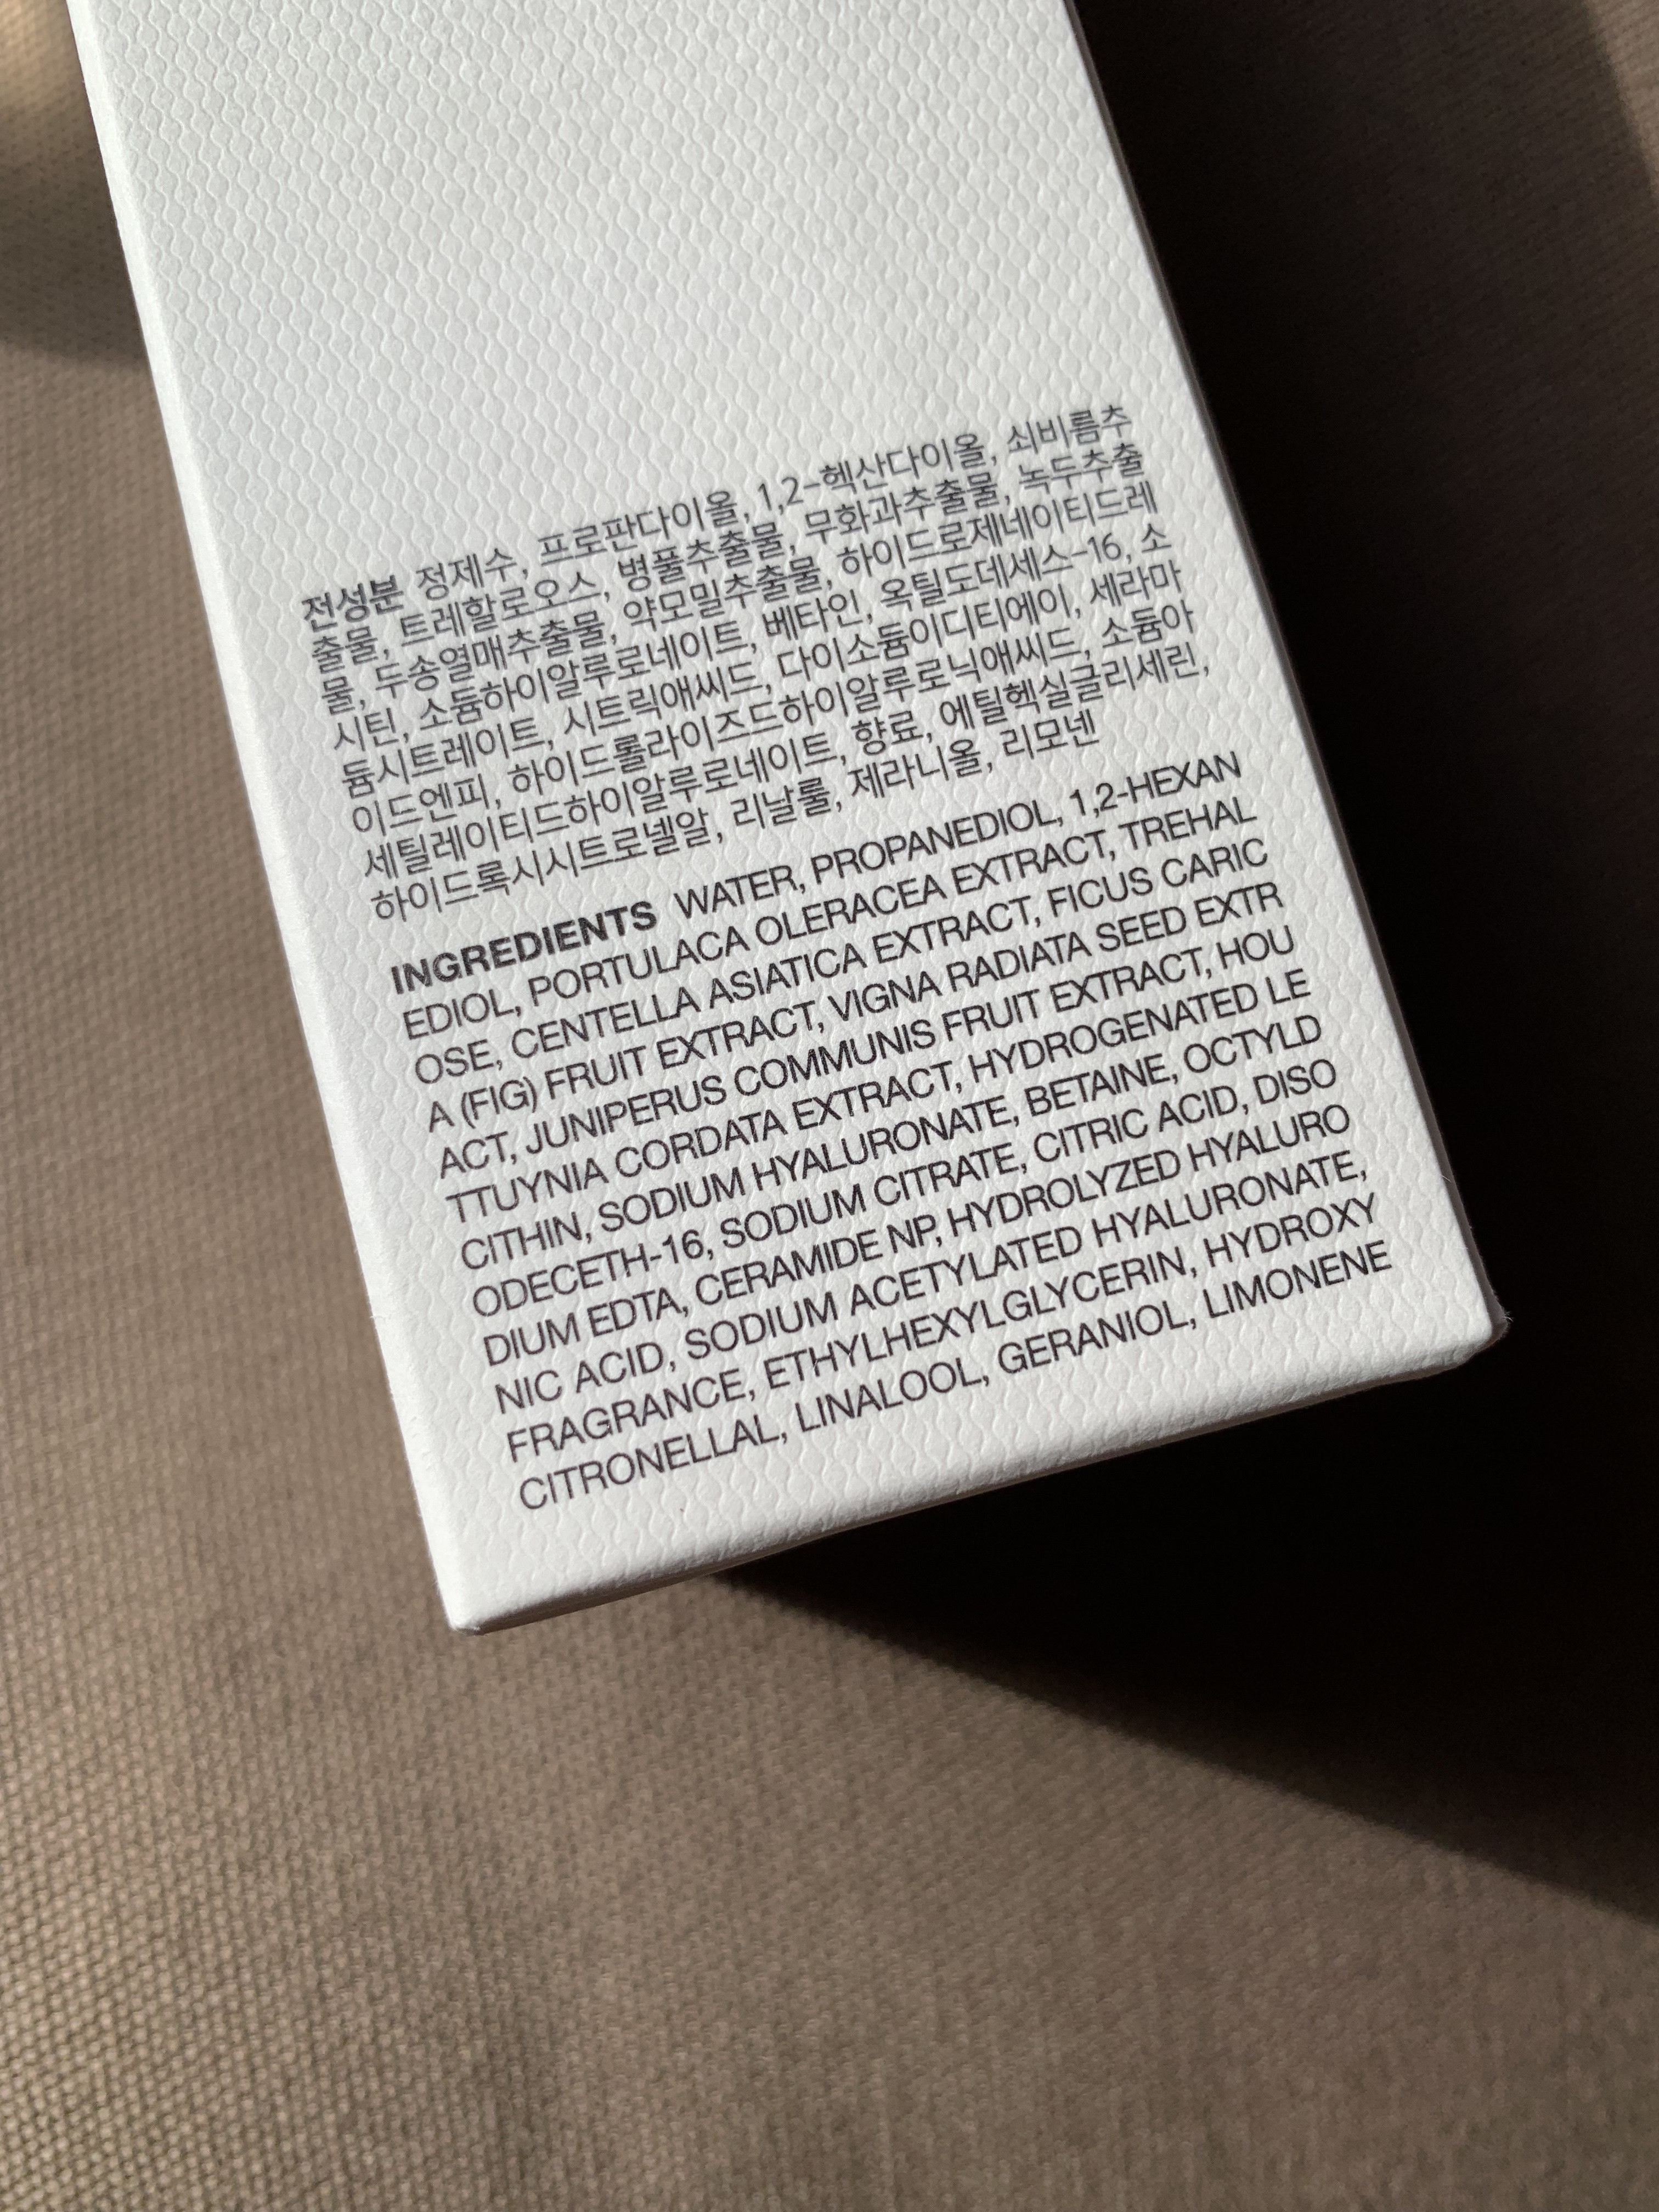 전성분 정제수, 프로판다이올, 1,2-헥산다이올, 쇠비름추
출물, 트레할로오스, 병풀추출물, 무화과추출물, 녹두추출
물, 두송열매추출물, 약모밀추출물, 하이드로제네이티드레
시틴, 소듐하이알루로네이트, 베타인, 옥틸도데세스-16, 소
듐시트레이트, 시트릭애씨드, 다이소듐이디티에이, 세라마
이드엔피, 하이드롤라이즈드하이알루로닉애씨드, 소듐아
세틸레이티드하이알루로네이트, 향료, 에틸헥실글리세린,
하이드록시시트로넬알, 리날룰, 제라니올, 리모넨
INGREDIENTS WATER, PROPANEDIOL, 1,2-HEXAN
EDIOL, PORTULACA OLERACEA EXTRACT, TREHAL
OSE, CENTELLA ASIATICA EXTRACT, FICUS CARIC
A (FIG) FRUIT EXTRACT, VIGNA RADIATA SEED EXTR
ACT, JUNIPERUS COMMUNIS FRUIT EXTRACT, HOU
TTUYNIA CORDATA EXTRACT, HYDROGENATED LE
CITHIN, SODIUM HYALURONATE, BETAINE, OCTYLD
ODECETH-16, SODIUM CITRATE, CITRIC ACID, DISO
DIUM EDTA, CERAMIDE NP, HYDROLYZED HYALURO
NIC ACID, SODIUM ACETYLATED HYALURONATE,
FRAGRANCE, ETHYLHEXYLGLYCERIN, HYDROXY
CITRONELLAL, LINALOOL, GERANIOL, LIMONENE